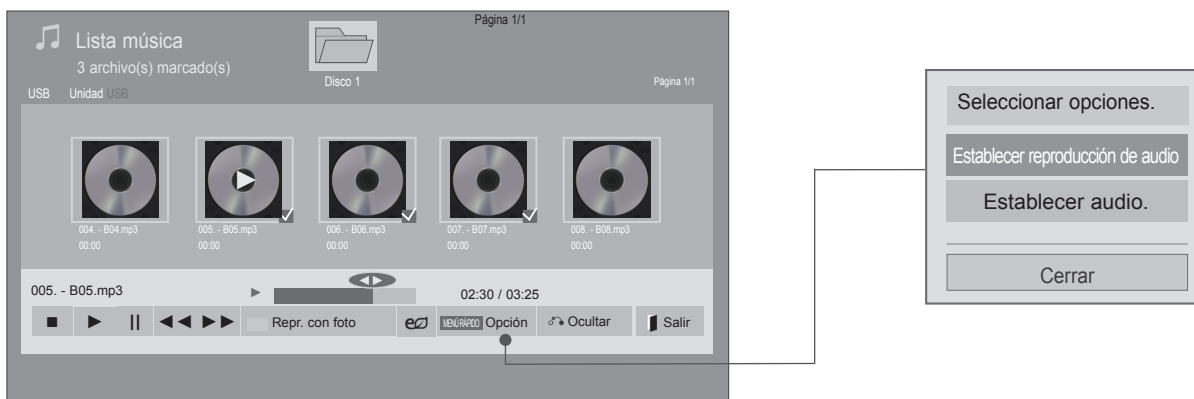 Página 1/1
Lista música
3 archivo(s) marcado(s)
Disco 1
Página 1/1
USB Unidad USB
004. - B04.mp3
00:00
005. - B05.mp3
00:00
006. - B06.mp3
00:00
007. - B07.mp3
00:00
008. - B08.mp3
00:00
005. - B05.mp3
02:30 / 03:25
Repr. con foto
MENÚ RÁPIDO Opción
Ocultar
Salir
Seleccionar opciones.
Establecer reproducción de audio
Establecer audio.
Cerrar